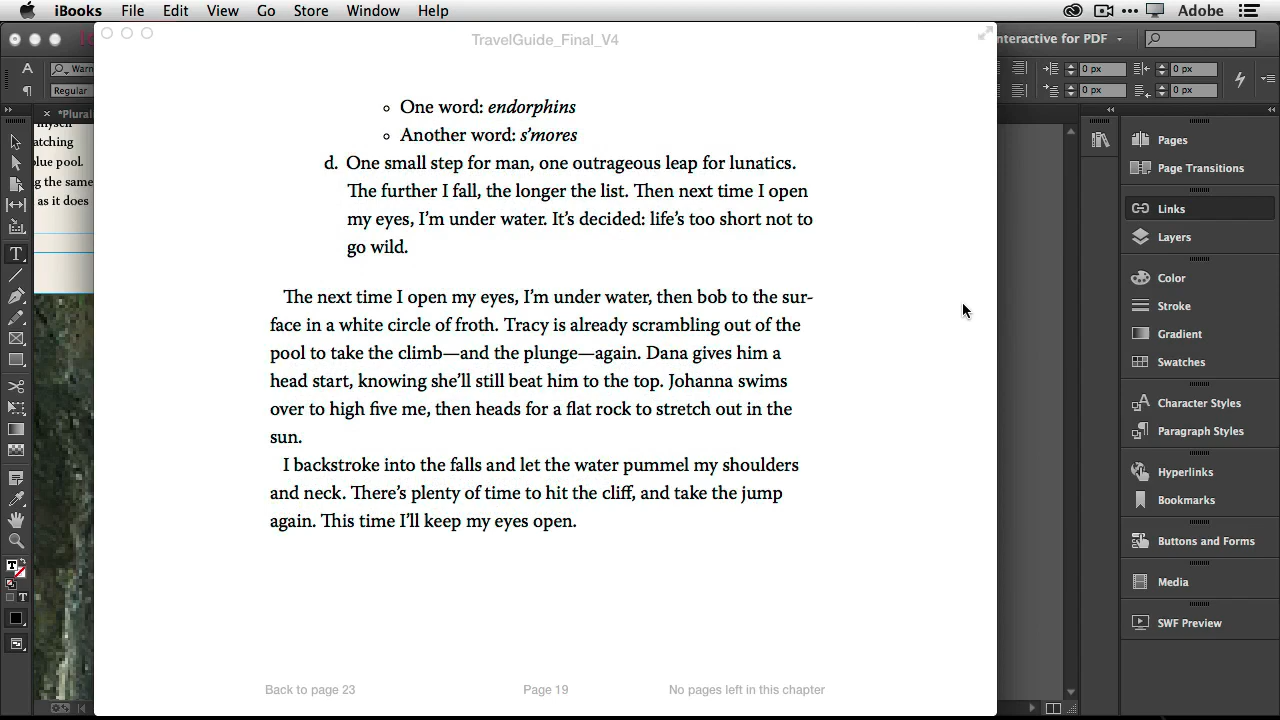 iBooks File Edit View Go Store Window Help Adobe
TravelGuide_Final_V4
nteractive for PDF
A Warn 0 px 0 px
¶ Regular 0 px 0 px
× *Plural
myself
atching
blue pool.
g the same
as it does
One word: endorphins
Another word: s’mores
d. One small step for man, one outrageous leap for lunatics.
The further I fall, the longer the list. Then next time I open
my eyes, I’m under water. It’s decided: life’s too short not to
go wild.
The next time I open my eyes, I’m under water, then bob to the sur-
face in a white circle of froth. Tracy is already scrambling out of the
pool to take the climb—and the plunge—again. Dana gives him a
head start, knowing she’ll still beat him to the top. Johanna swims
over to high five me, then heads for a flat rock to stretch out in the
sun.
I backstroke into the falls and let the water pummel my shoulders
and neck. There’s plenty of time to hit the cliff, and take the jump
again. This time I’ll keep my eyes open.
Back to page 23 Page 19 No pages left in this chapter
Pages
Page Transitions
Links
Layers
Color
Stroke
Gradient
Swatches
Character Styles
Paragraph Styles
Hyperlinks
Bookmarks
Buttons and Forms
Media
SWF Preview